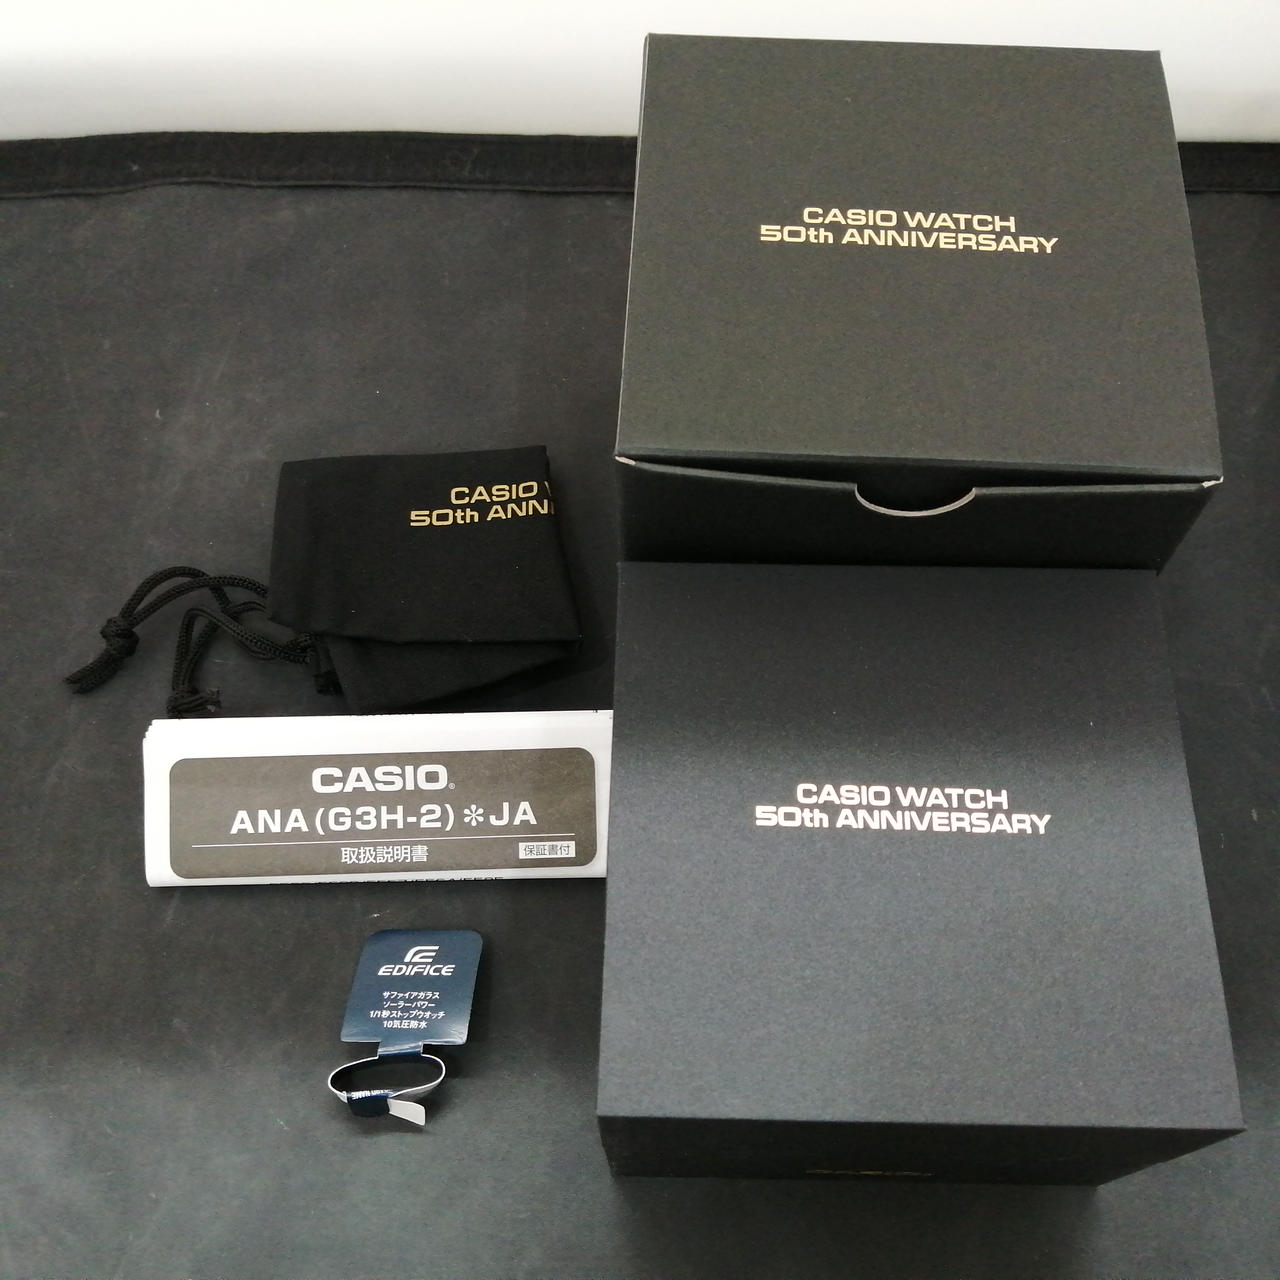 CASIO WATCH
50th ANNIVERSARY
CASIO
50th ANNI
CASIO®
ANA(G3H-2)✻JA
取扱説明書
保証書付
CASIO WATCH
50th ANNIVERSARY
EDIFICE
サファイアガラス
ソーラーパワー
1/1秒ストップウオッチ
10気圧防水
CASIO